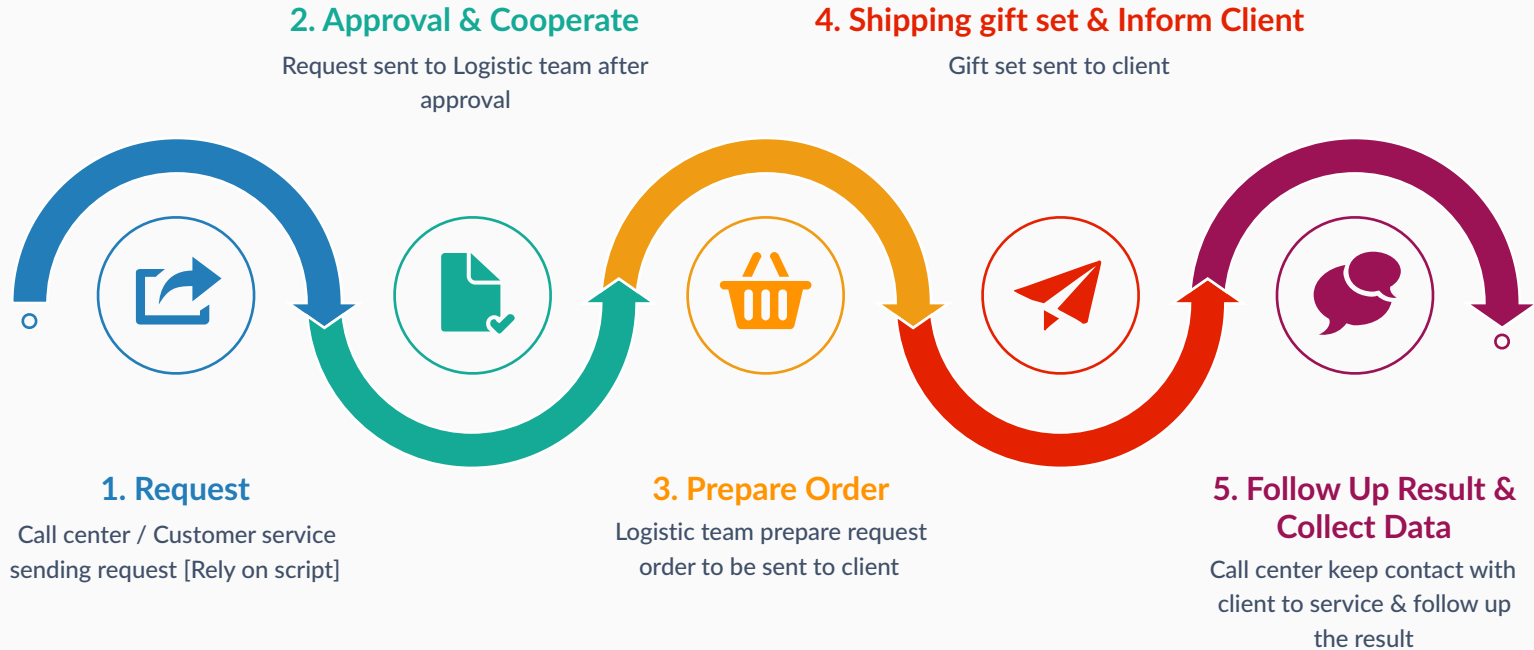 1. Request
Call center / Customer service
sending request [Rely on script]
2. Approval & Cooperate
Request sent to Logistic team after
approval
3. Prepare Order
Logistic team prepare request
order to be sent to client
4. Shipping gift set & Inform Client
Gift set sent to client
5. Follow Up Result &
Collect Data
Call center keep contact with
client to service & follow up
the result